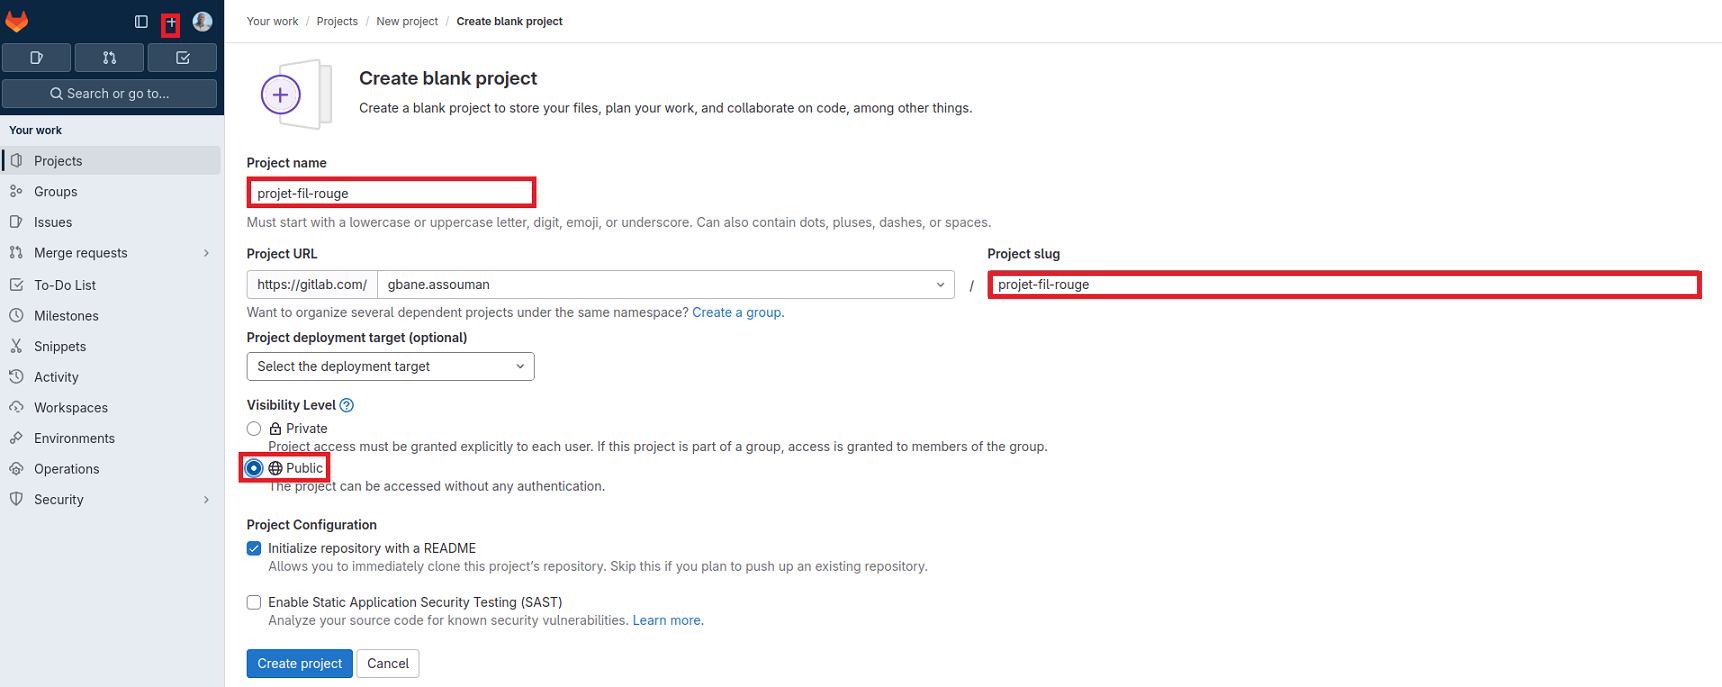 Your work / Projects / New project / Create blank project
Search or go to...
Your work
Projects
Groups
Issues
Merge requests
To-Do List
Milestones
Snippets
Activity
Workspaces
Environments
Operations
Security
Create blank project
Create a blank project to store your files, plan your work, and collaborate on code, among other things.
Project name
projet-fil-rouge
Must start with a lowercase or uppercase letter, digit, emoji, or underscore. Can also contain dots, pluses, dashes, or spaces.
Project URL
Project slug
https://gitlab.com/ gbane.assouman / projet-fil-rouge
Want to organize several dependent projects under the same namespace? Create a group.
Project deployment target (optional)
Select the deployment target
Visibility Level
Private
Project access must be granted explicitly to each user. If this project is part of a group, access is granted to members of the group.
Public
The project can be accessed without any authentication.
Project Configuration
Initialize repository with a README
Allows you to immediately clone this project's repository. Skip this if you plan to push up an existing repository.
Enable Static Application Security Testing (SAST)
Analyze your source code for known security vulnerabilities. Learn more.
Create project
Cancel